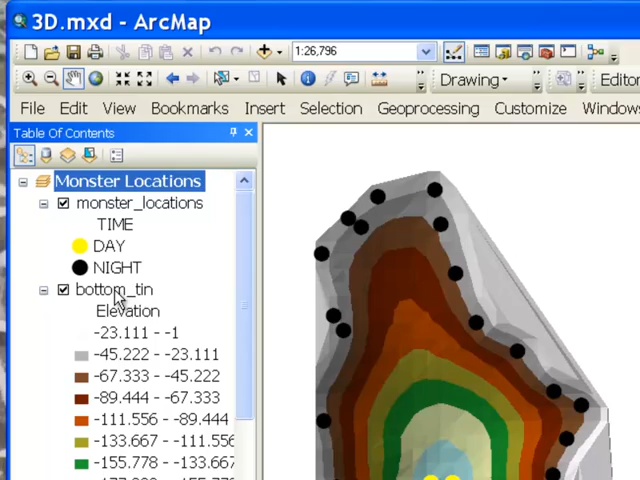 3D.mxd - ArcMap
1:26,796
Drawing
Editor
File Edit View Bookmarks Insert Selection Geoprocessing Customize Windows
Table Of Contents
Monster Locations
monster_locations
TIME
DAY
NIGHT
bottom_tin
Elevation
-23.111 - -1
-45.222 - -23.111
-67.333 - -45.222
-89.444 - -67.333
-111.556 - -89.444
-133.667 - -111.556
-155.778 - -133.667